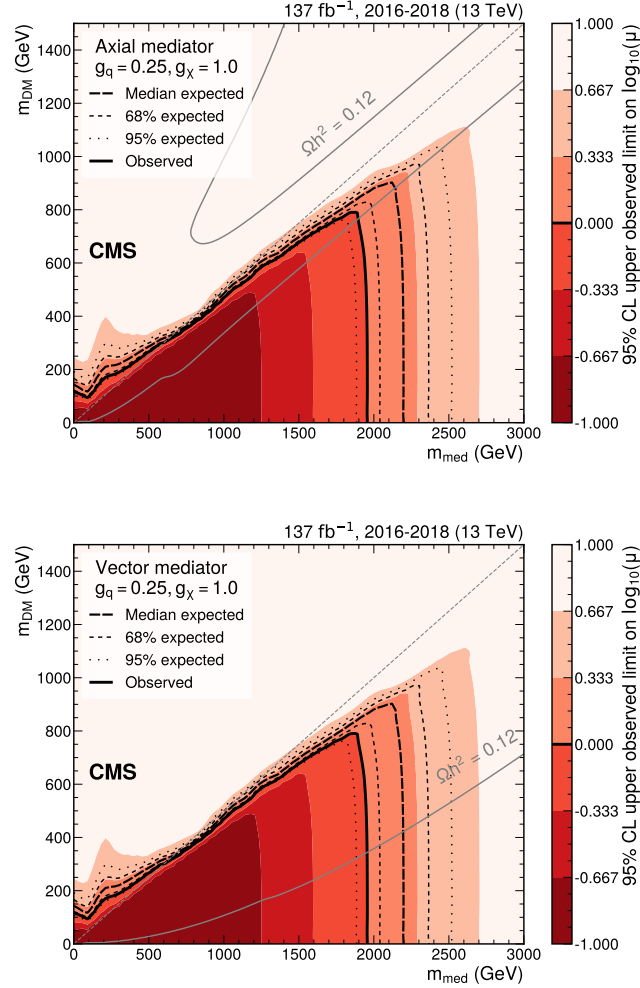 137 fb⁻¹, 2016-2018 (13 TeV)
Axial mediator
g_q = 0.25, g_χ = 1.0
Median expected
68% expected
95% expected
Observed
Ωh² = 0.12
CMS
m_DM (GeV)
1400
1200
1000
800
600
400
200
0
0 500 1000 1500 2000 2500 3000
m_med (GeV)
1.000
0.667
0.333
0.000
-0.333
-0.667
-1.000
95% CL upper observed limit on log₁₀(μ)
137 fb⁻¹, 2016-2018 (13 TeV)
Vector mediator
g_q = 0.25, g_χ = 1.0
Median expected
68% expected
95% expected
Observed
Ωh² = 0.12
CMS
m_DM (GeV)
1400
1200
1000
800
600
400
200
0
0 500 1000 1500 2000 2500 3000
m_med (GeV)
1.000
0.667
0.333
0.000
-0.333
-0.667
-1.000
95% CL upper observed limit on log₁₀(μ)